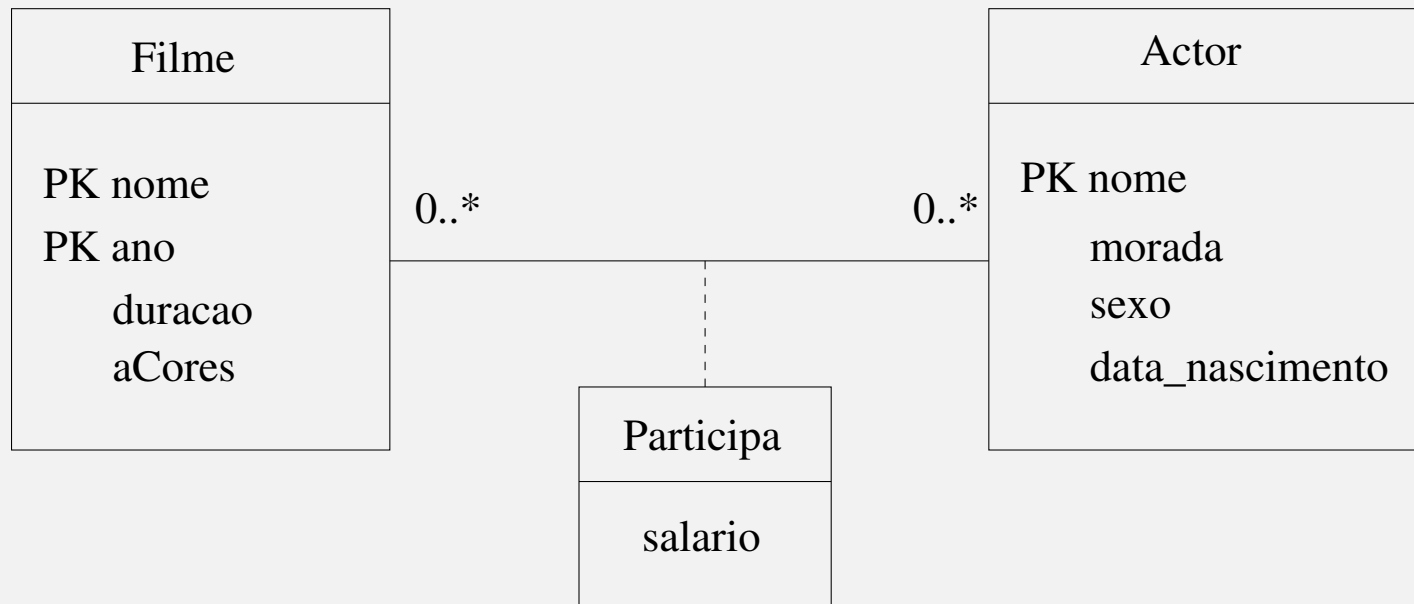 Filme
PK nome
PK ano
duracao
aCores
0..*
0..*
Actor
PK nome
morada
sexo
data_nascimento
Participa
salario